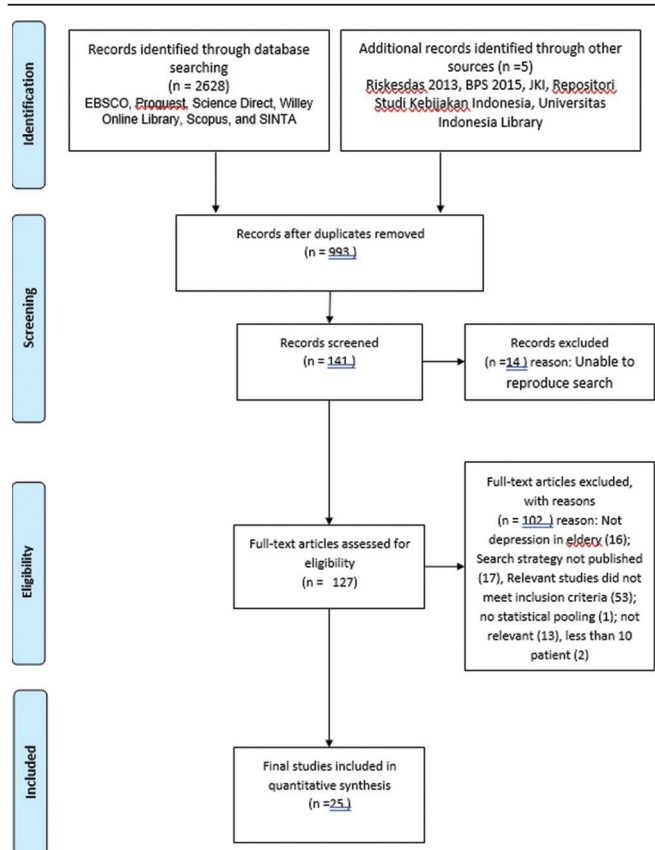 Identification
Records identified through database
searching
(n = 2628)
EBSCO, Proquest, Science Direct, Willey
Online Library, Scopus, and SINTA
Additional records identified through other
sources (n =5)
Riskesdas 2013, BPS 2015, JKI, Repositori
Studi Kebijakan Indonesia, Universitas
Indonesia Library
Screening
Records after duplicates removed
(n = 993 )
Records screened
(n = 141 )
Records excluded
(n =14 ) reason: Unable to
reproduce search
Eligibility
Full-text articles assessed for
eligibility
(n = 127)
Full-text articles excluded,
with reasons
(n = 102 ) reason: Not
depression in eldery (16);
Search strategy not published
(17), Relevant studies did not
meet inclusion criteria (53);
no statistical pooling (1); not
relevant (13), less than 10
patient (2)
Included
Final studies included in
quantitative synthesis
(n =25 )